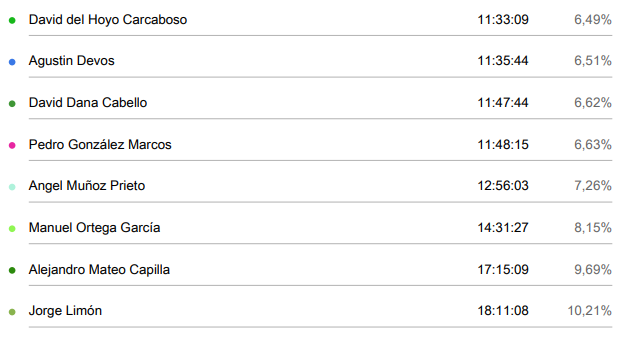 David del Hoyo Carcaboso 11:33:09 6,49%
Agustin Devos 11:35:44 6,51%
David Dana Cabello 11:47:44 6,62%
Pedro González Marcos 11:48:15 6,63%
Angel Muñoz Prieto 12:56:03 7,26%
Manuel Ortega García 14:31:27 8,15%
Alejandro Mateo Capilla 17:15:09 9,69%
Jorge Limón 18:11:08 10,21%